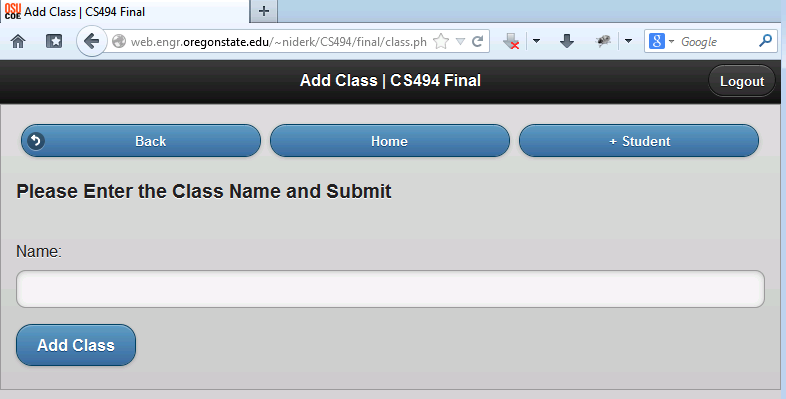 OSU
COE
Add Class | CS494 Final
+
web.engr.oregonstate.edu/~niderk/CS494/final/class.ph
8
Google
Add Class | CS494 Final
Logout
Back
Home
+ Student
Please Enter the Class Name and Submit
Name:
Add Class